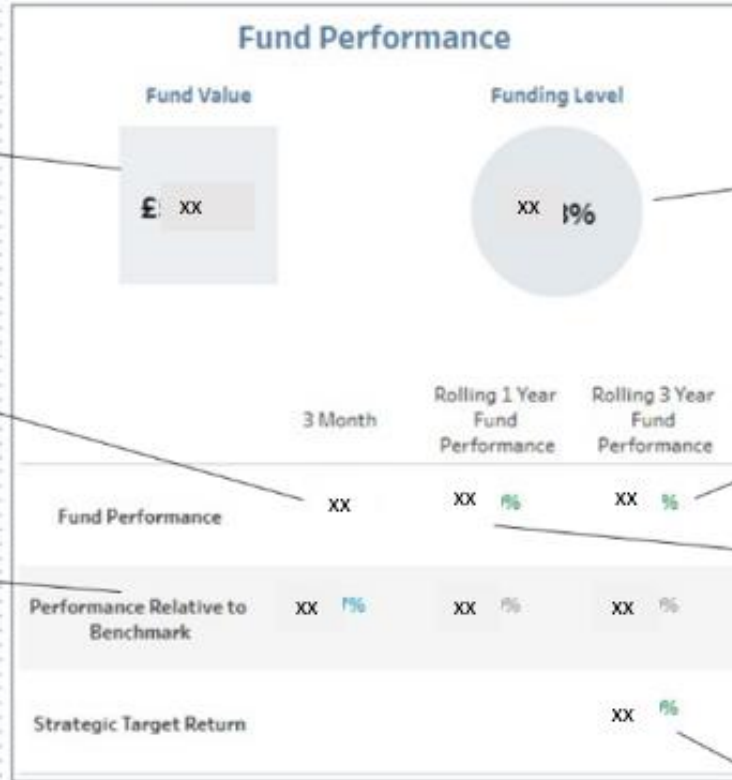 Fund Performance
Fund Value Funding Level
£ xx
xx %
3 Month
Rolling 1 Year
Fund
Performance
Rolling 3 Year
Fund
Performance
Fund Performance xx xx % xx %
Performance Relative to
Benchmark
xx % xx % xx %
Strategic Target Return xx %